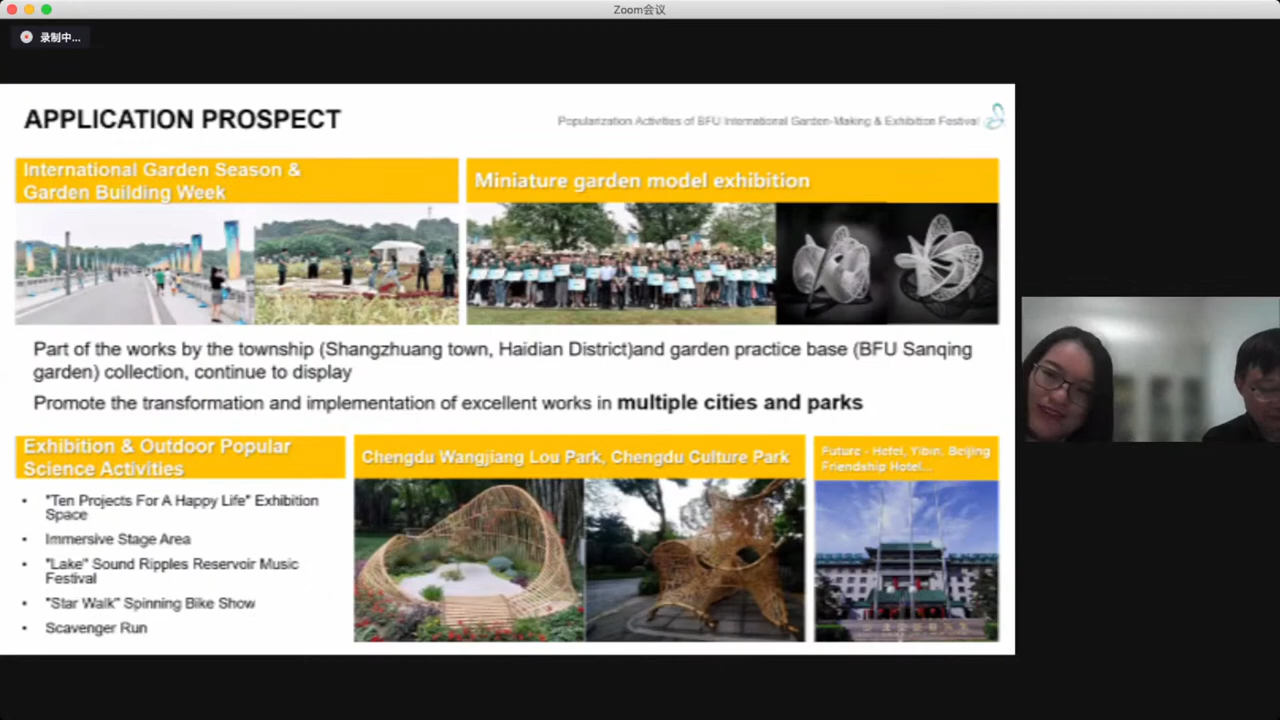 Zoom会议
录制中...
APPLICATION PROSPECT
Popularization Activities of BFU International Garden-Making & Exhibition Festival
International Garden Season &
Garden Building Week
Miniature garden model exhibition
Part of the works by the township (Shangzhuang town, Haidian District)and garden practice base (BFU Sanqing
garden) collection, continue to display
Promote the transformation and implementation of excellent works in multiple cities and parks
Exhibition & Outdoor Popular
Science Activities
• "Ten Projects For A Happy Life" Exhibition
Space
• Immersive Stage Area
• "Lake" Sound Ripples Reservoir Music
Festival
• "Star Walk" Spinning Bike Show
• Scavenger Run
Chengdu Wangjiang Lou Park, Chengdu Culture Park
Future - Hefei, Yibin, Beijing
Friendship Hotel...